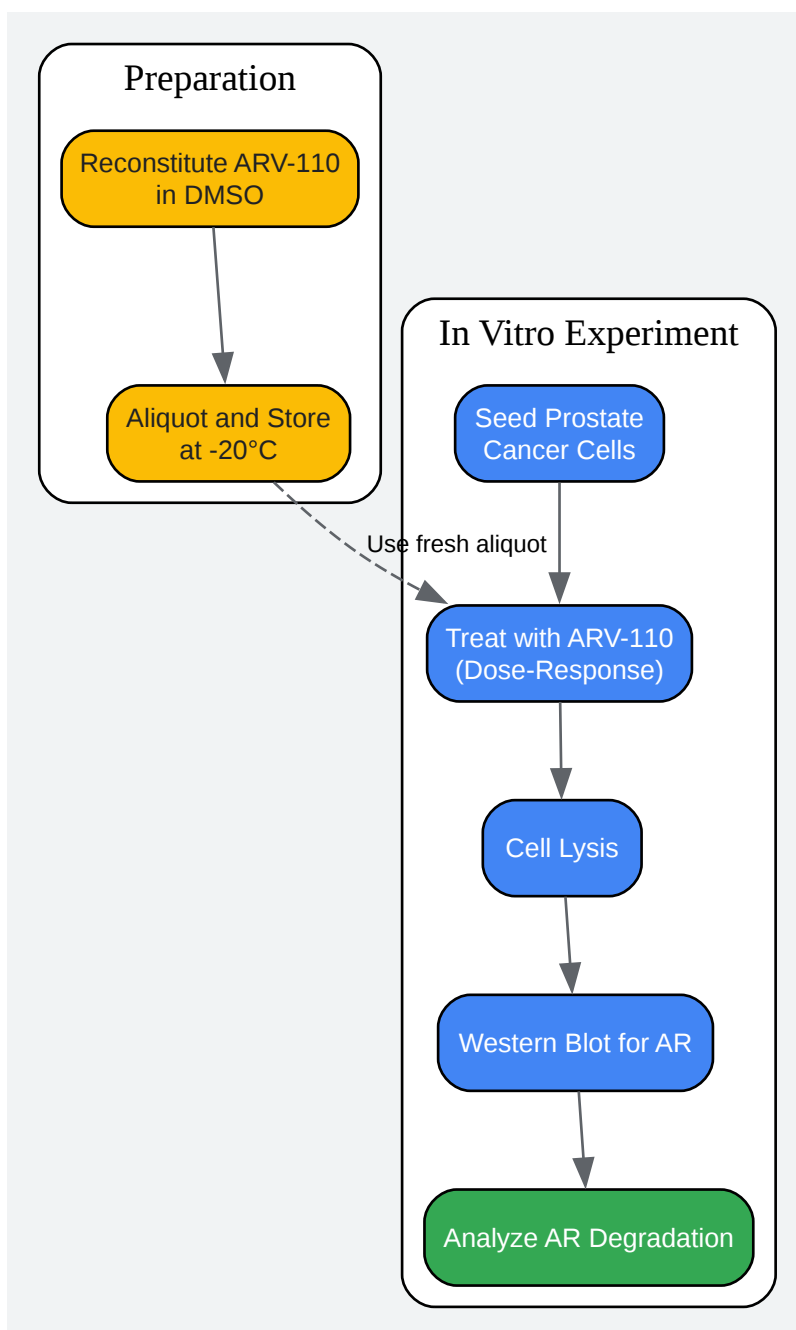 Preparation
Reconstitute ARV-110
in DMSO
Aliquot and Store
at -20°C
In Vitro Experiment
Seed Prostate
Cancer Cells
Use fresh aliquot
Treat with ARV-110
(Dose-Response)
Cell Lysis
Western Blot for AR
Analyze AR Degradation